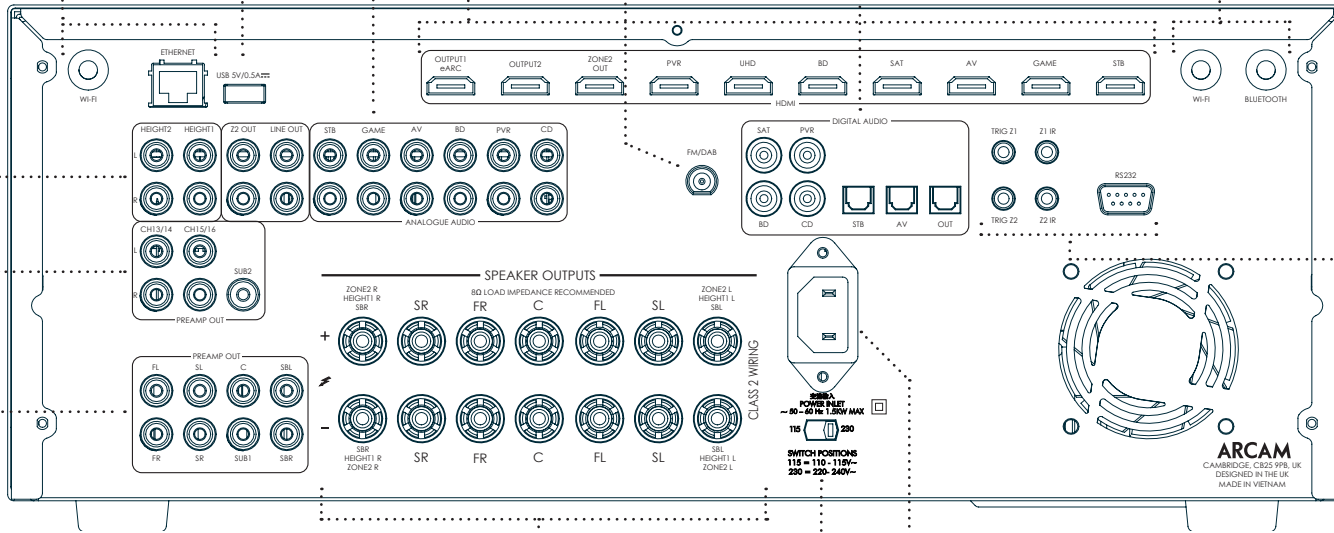 WI-FI
ETHERNET
USB 5V/0.5A
OUTPUT1
eARC
OUTPUT2
ZONE2
OUT
PVR
UHD
BD
SAT
AV
GAME
STB
HDMI
WI-FI
BLUETOOTH
HEIGHT2 HEIGHT1
L
R
Z2 OUT LINE OUT
STB GAME AV BD PVR CD
ANALOGUE AUDIO
FM/DAB
DIGITAL AUDIO
SAT PVR
BD CD STB AV OUT
TRIG Z1 Z1 IR
TRIG Z2 Z2 IR
RS232
CH13/14 CH15/16
L
R
SUB2
PREAMP OUT
SPEAKER OUTPUTS
8Ω LOAD IMPEDANCE RECOMMENDED
ZONE2 R
HEIGHT1 R
SBR
SR FR C FL SL
ZONE2 L
HEIGHT1 L
SBL
+
−
SBR
HEIGHT1 R
ZONE2 R
SR FR C FL SL
SBL
HEIGHT1 L
ZONE2 L
CLASS 2 WIRING
PREAMP OUT
FL SL C SBL
FR SR SUB1 SBR
POWER INLET
~ 50 – 60 Hz 1.5KW MAX
115 230
SWITCH POSITIONS
115 = 110 - 115V~
230 = 220- 240V~
ARCAM
CAMBRIDGE, CB25 9PB, UK
DESIGNED IN THE UK
MADE IN VIETNAM